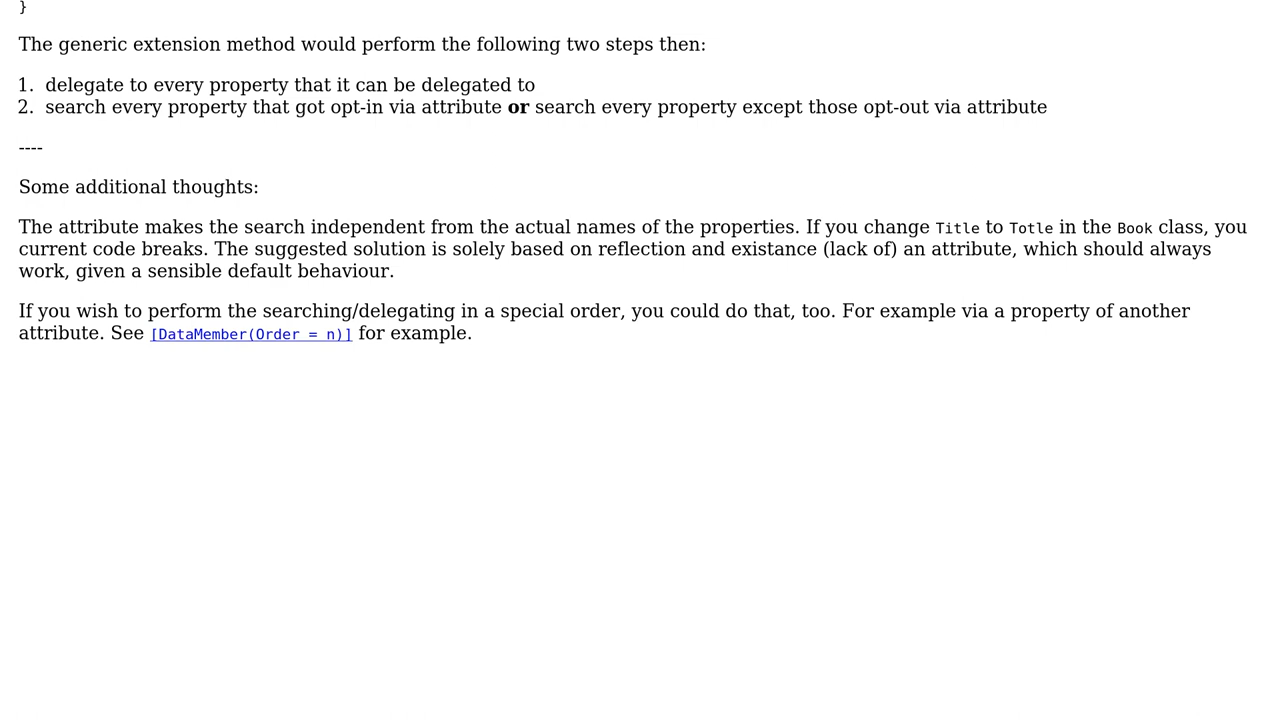 }
The generic extension method would perform the following two steps then:
1. delegate to every property that it can be delegated to
2. search every property that got opt-in via attribute or search every property except those opt-out via attribute
----
Some additional thoughts:
The attribute makes the search independent from the actual names of the properties. If you change Title to Totle in the Book class, you
current code breaks. The suggested solution is solely based on reflection and existance (lack of) an attribute, which should always
work, given a sensible default behaviour.
If you wish to perform the searching/delegating in a special order, you could do that, too. For example via a property of another
attribute. See [DataMember(Order = n)] for example.